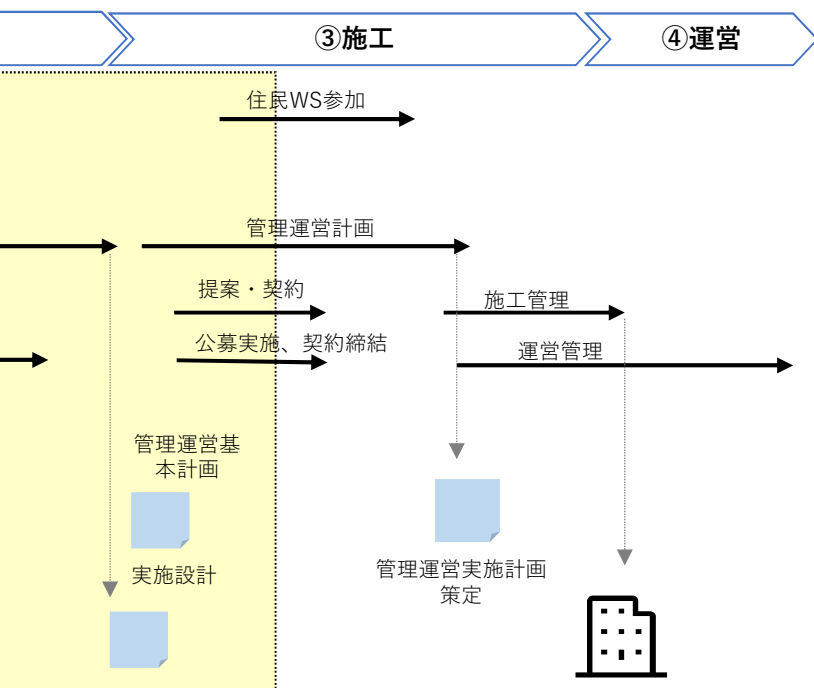 ③施工
④運営
住民WS参加
管理運営計画
提案・契約
施工管理
公募実施、契約締結
運営管理
管理運営基
本計画
実施設計
管理運営実施計画
策定